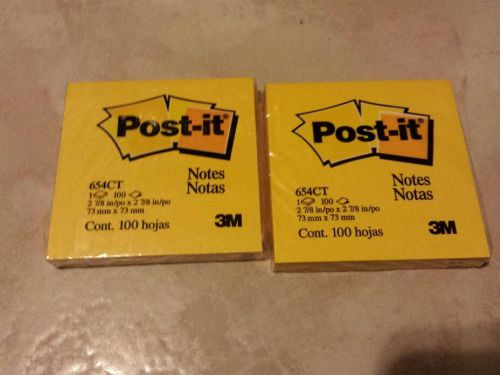 Post-it
Notes
Notas
654CT
1 100
2 7/8 in/po x 2 7/8 in/po
73 mm x 73 mm
Cont. 100 hojas
3M
Post-it
Notes
Notas
654CT
1 100
2 7/8 in/po x 2 7/8 in/po
73 mm x 73 mm
Cont. 100 hojas
3M